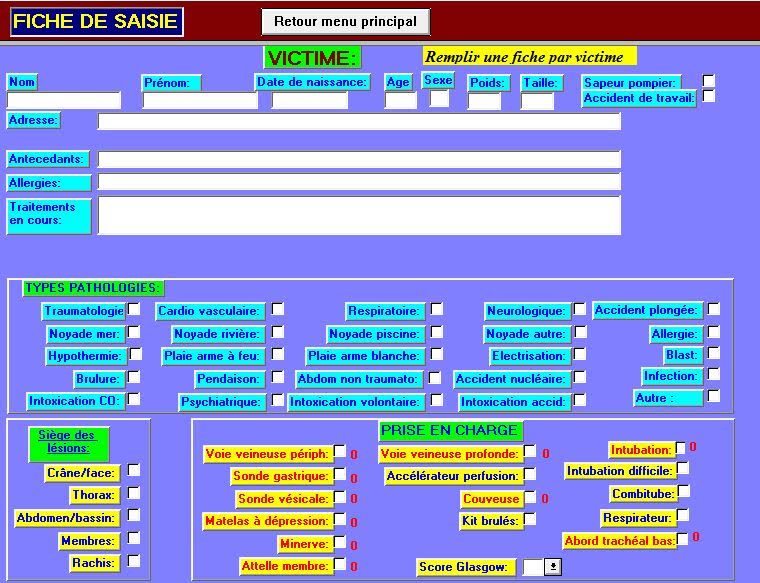 FICHE DE SAISIE Retour menu principal
VICTIME: Remplir une fiche par victime
Nom Prénom: Date de naissance: Age Sexe Poids: Taille: Sapeur pompier:
Accident de travail:
Adresse:
Antecedants:
Allergies:
Traitements
en cours:
TYPES PATHOLOGIES:
Traumatologie Cardio vasculaire: Respiratoire: Neurologique: Accident plongée:
Noyade mer: Noyade rivière: Noyade piscine: Noyade autre: Allergie:
Hypothermie: Plaie arme à feu: Plaie arme blanche: Electrisation: Blast:
Brulure: Pendaison: Abdom non traumato: Accident nucléaire: Infection:
Intoxication CO: Psychiatrique: Intoxication volontaire: Intoxication accid: Autre :
Siège des
lésions:
Crâne/face:
Thorax:
Abdomen/bassin:
Membres:
Rachis:
PRISE EN CHARGE
Voie veineuse périph: 0 Voie veineuse profonde: 0 Intubation: 0
Sonde gastrique: 0 Accélérateur perfusion: Intubation difficile:
Sonde vésicale: 0 Couveuse 0 Combitube:
Matelas à dépression: 0 Kit brulés: Respirateur:
Minerve: 0 Abord trachéal bas: 0
Attelle membre: 0 Score Glasgow: